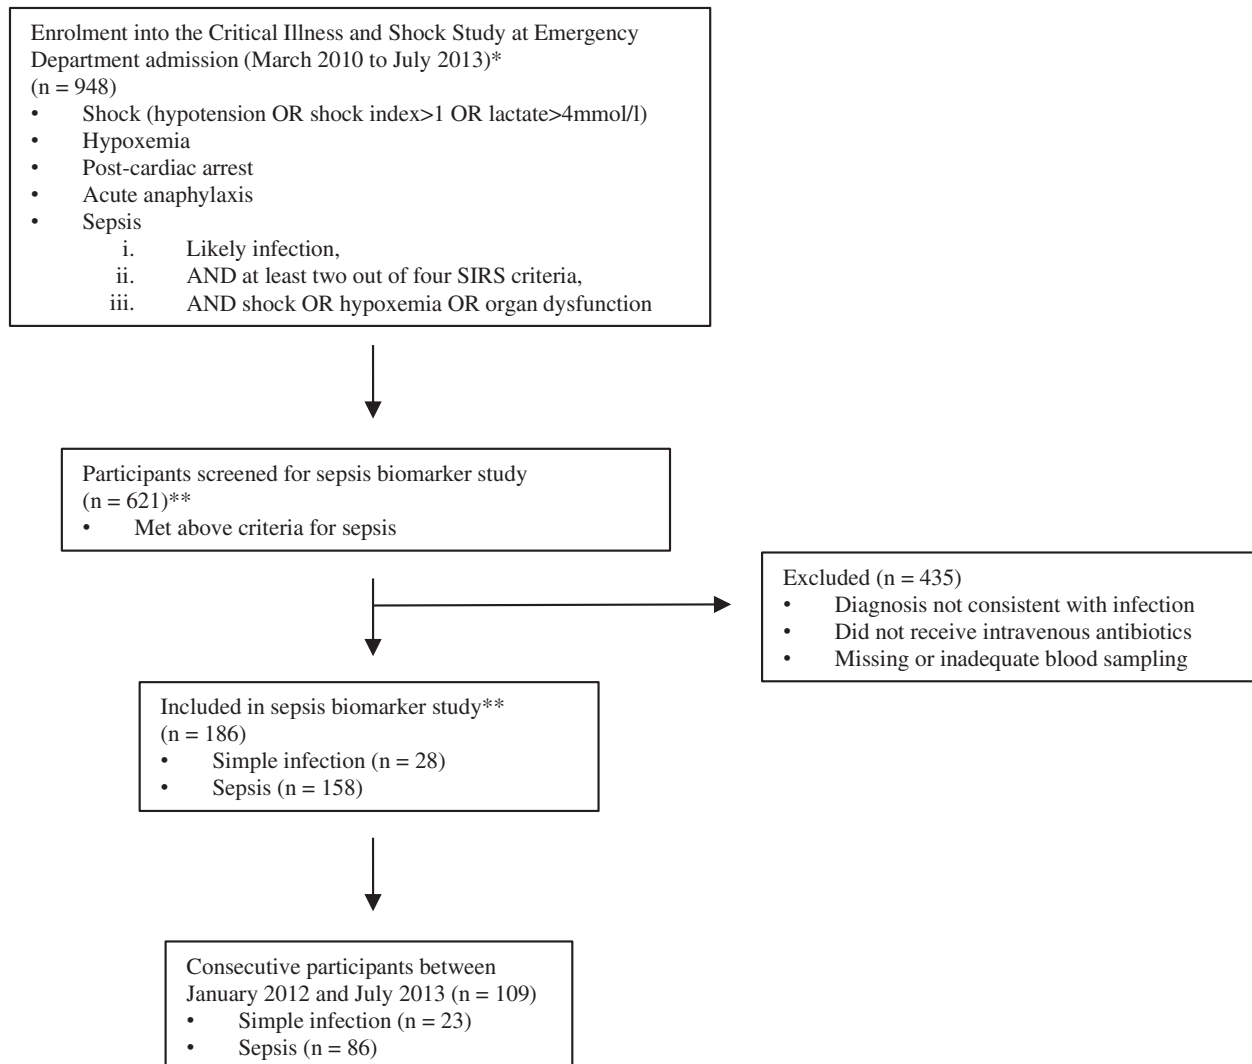 Enrolment into the Critical Illness and Shock Study at Emergency
Department admission (March 2010 to July 2013)*
(n = 948)
• Shock (hypotension OR shock index>1 OR lactate>4mmol/l)
• Hypoxemia
• Post-cardiac arrest
• Acute anaphylaxis
• Sepsis
i. Likely infection,
ii. AND at least two out of four SIRS criteria,
iii. AND shock OR hypoxemia OR organ dysfunction
Participants screened for sepsis biomarker study
(n = 621)**
• Met above criteria for sepsis
Excluded (n = 435)
• Diagnosis not consistent with infection
• Did not receive intravenous antibiotics
• Missing or inadequate blood sampling
Included in sepsis biomarker study**
(n = 186)
• Simple infection (n = 28)
• Sepsis (n = 158)
Consecutive participants between
January 2012 and July 2013 (n = 109)
• Simple infection (n = 23)
• Sepsis (n = 86)